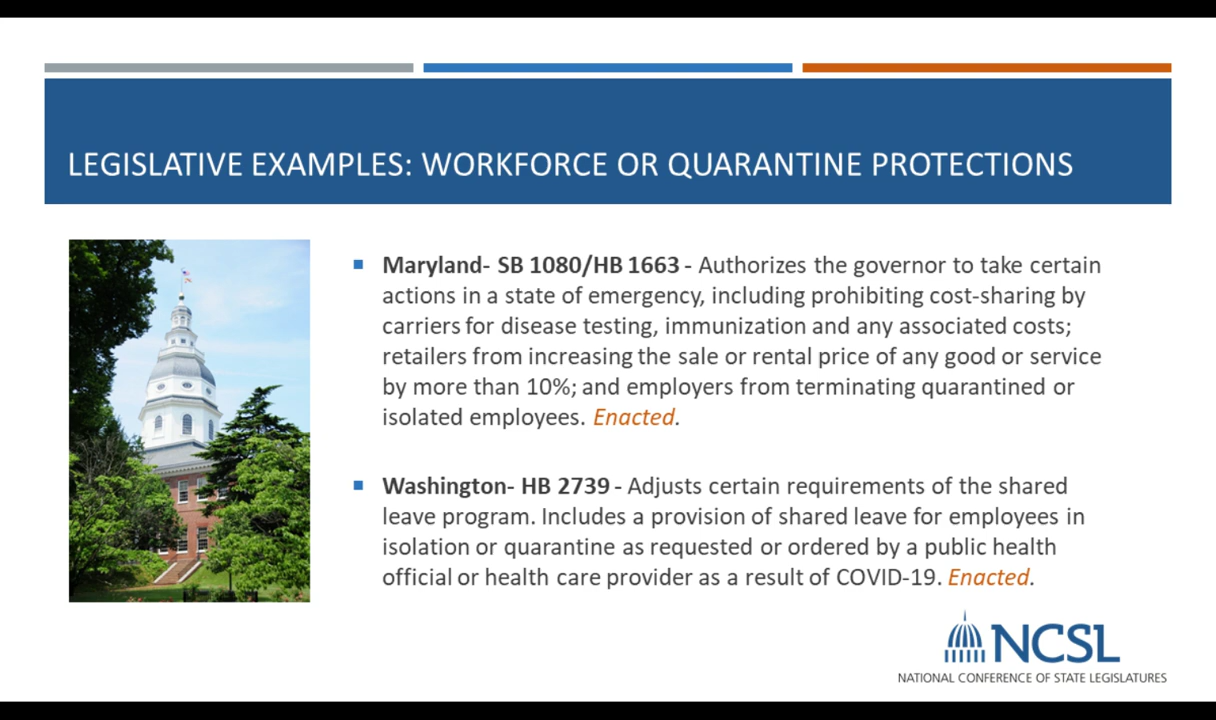 LEGISLATIVE EXAMPLES: WORKFORCE OR QUARANTINE PROTECTIONS
Maryland- SB 1080/HB 1663 - Authorizes the governor to take certain
actions in a state of emergency, including prohibiting cost-sharing by
carriers for disease testing, immunization and any associated costs;
retailers from increasing the sale or rental price of any good or service
by more than 10%; and employers from terminating quarantined or
isolated employees. Enacted.
Washington- HB 2739 - Adjusts certain requirements of the shared
leave program. Includes a provision of shared leave for employees in
isolation or quarantine as requested or ordered by a public health
official or health care provider as a result of COVID-19. Enacted.
NCSL
NATIONAL CONFERENCE OF STATE LEGISLATURES